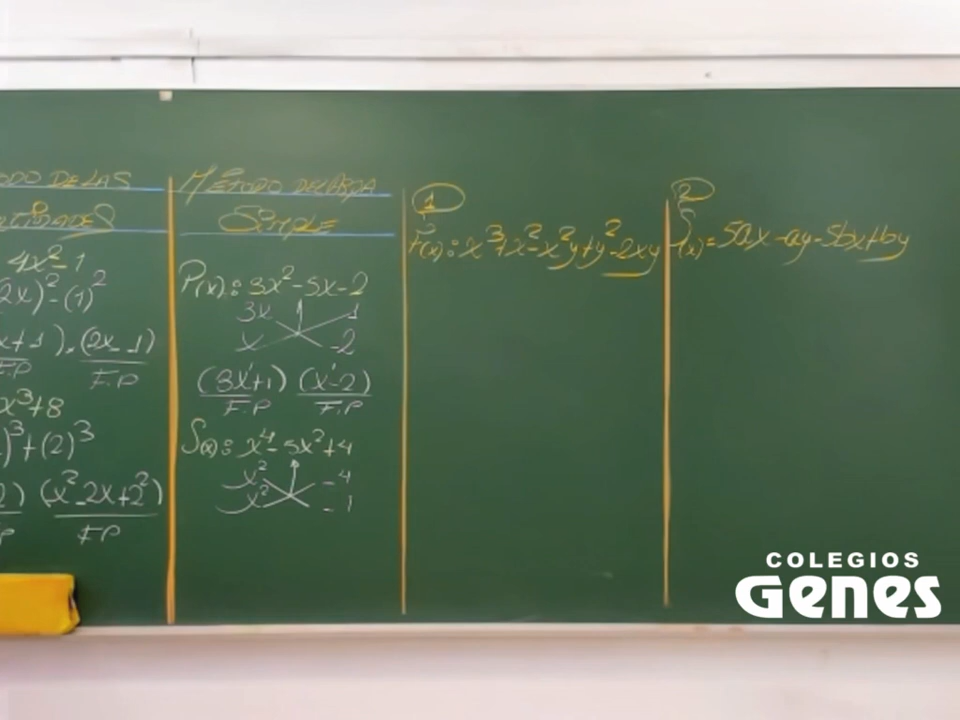 ODO DE LAS
4x²-1
2x)²-(1)²
x+1).(2x-1)
F.P F.P
x³+8
)³+(2)³
2) (x²-2x+2²)
F.P
MÉTODO DEL ASPA
SIMPLE
P(x): 3x²-5x-2
3x 1
x -2
(3x+1) (x-2)
F.P F.P
S(x): x⁴-5x²+4
x² -4
x² -1
1
F(x): x³+x²-x²y+y²-2xy
2
S(x)=5ax-ay-5bx+by
COLEGIOS
GENES